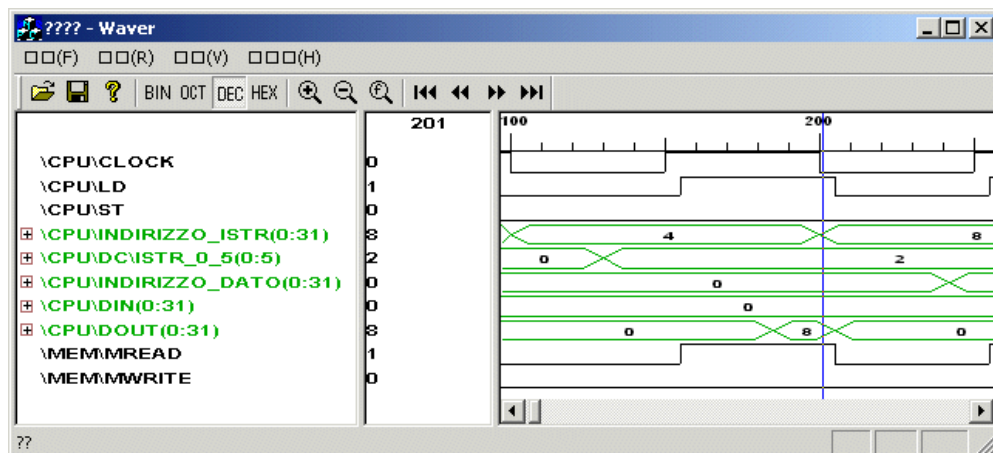 ???? - Waver
□□(F) □□(R) □□(V) □□□(H)
BIN OCT DEC HEX
201
100 200
\CPU\CLOCK 0
\CPU\LD 1
\CPU\ST 0
\CPU\INDIRIZZO_ISTR(0:31) 8 4 8
\CPU\DC\ISTR_0_5(0:5) 2 0 2
\CPU\INDIRIZZO_DATO(0:31) 0 0
\CPU\DIN(0:31) 0 0
\CPU\DOUT(0:31) 8 0 8 0
\MEM\MREAD 1
\MEM\MWRITE 0
??